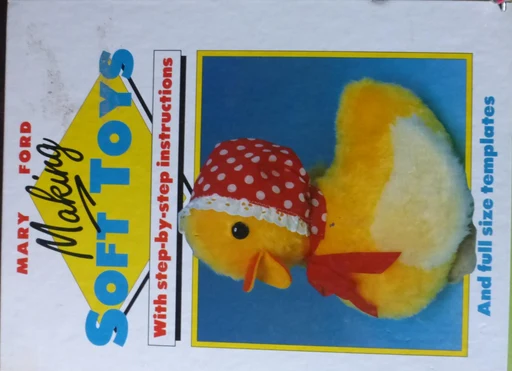 MARY FORD
Making
SOFT TOYS
With step-by-step instructions
And full size templates